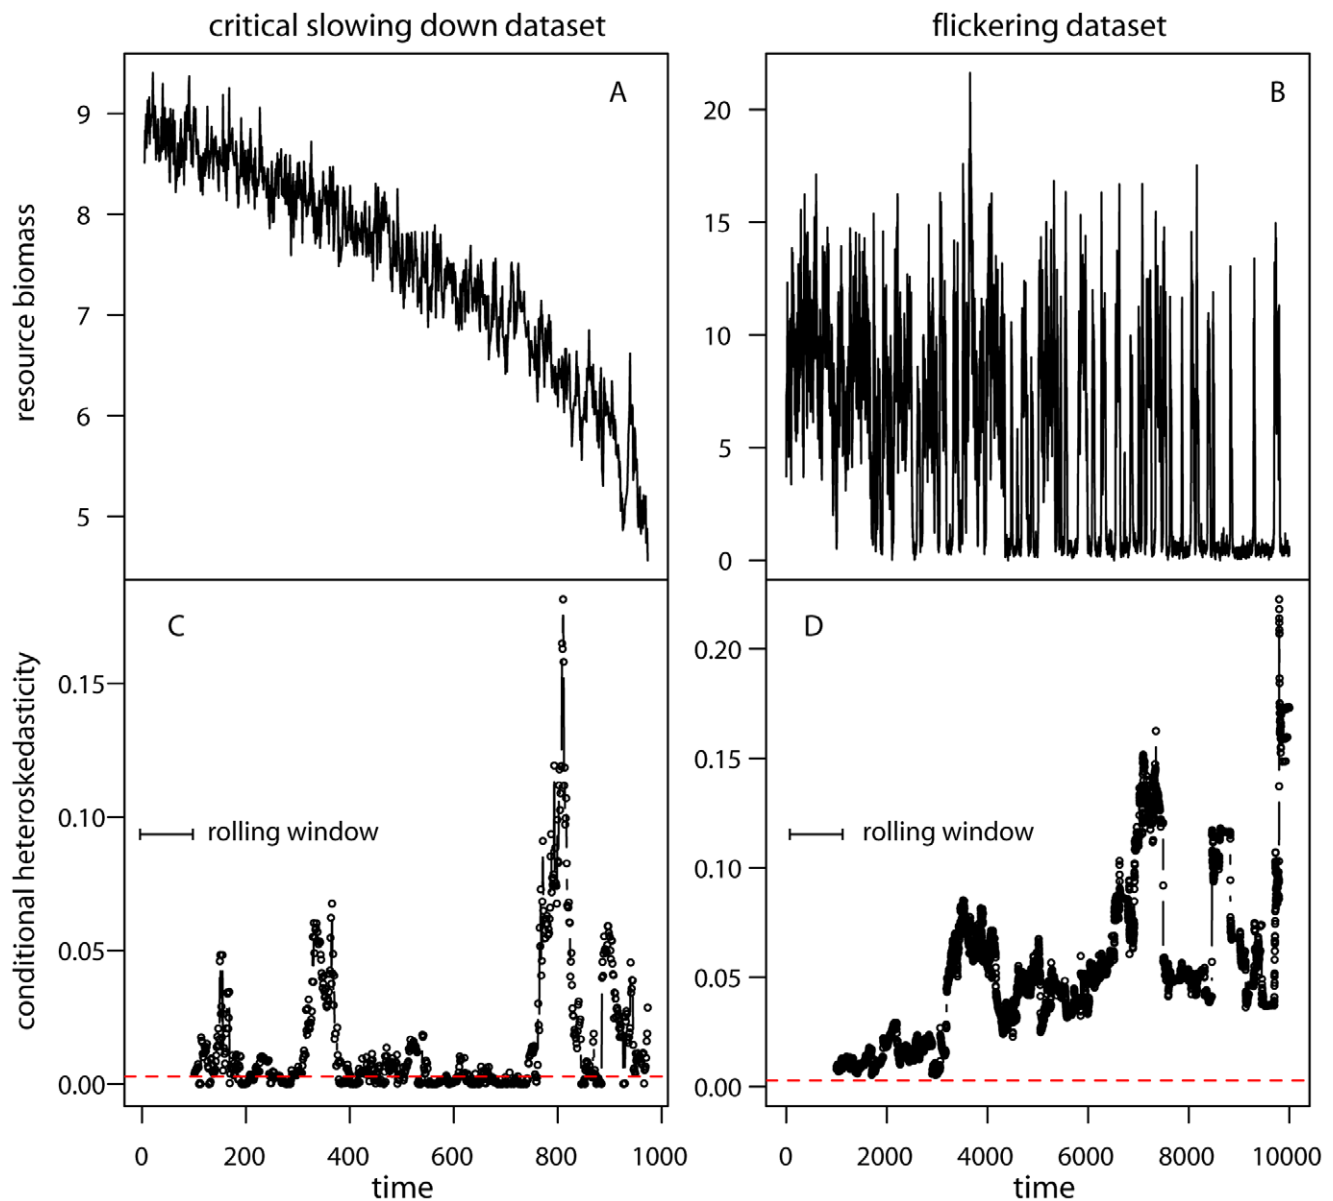 critical slowing down dataset
flickering dataset
A
B
resource biomass
9
8
7
6
5
20
15
10
5
0
C
D
conditional heteroskedasticity
0.15
0.10
0.05
0.00
0.20
0.15
0.10
0.05
0.00
rolling window
rolling window
0 200 400 600 800 1000
0 2000 4000 6000 8000 10000
time
time